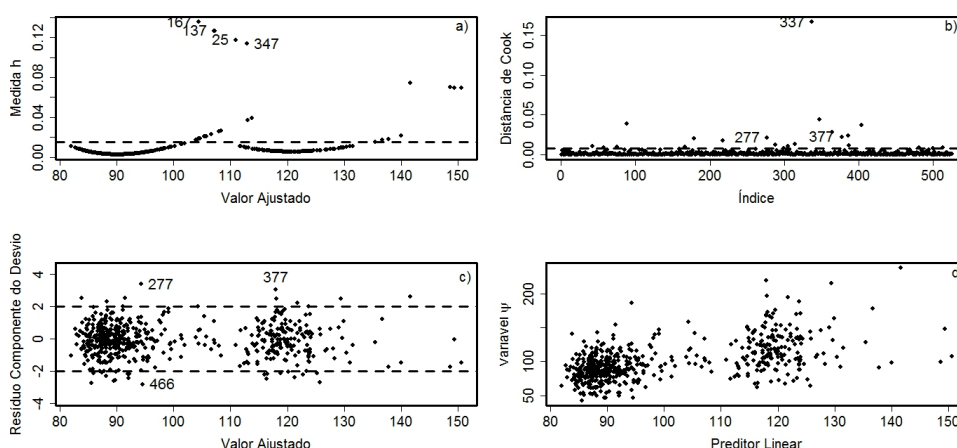 a)
Medida h
0.00 0.04 0.08 0.12
167
137
25
347
80 90 100 110 120 130 140 150
Valor Ajustado
b)
Distância de Cook
0.00 0.05 0.10 0.15
337
277
377
0 100 200 300 400 500
Índice
c)
Resíduo Componente do Desvio
-4 -2 0 2 4
277
377
466
80 90 100 110 120 130 140 150
Valor Ajustado
50 100 200
80 90 100 110 120 130 140 150
Preditor Linear